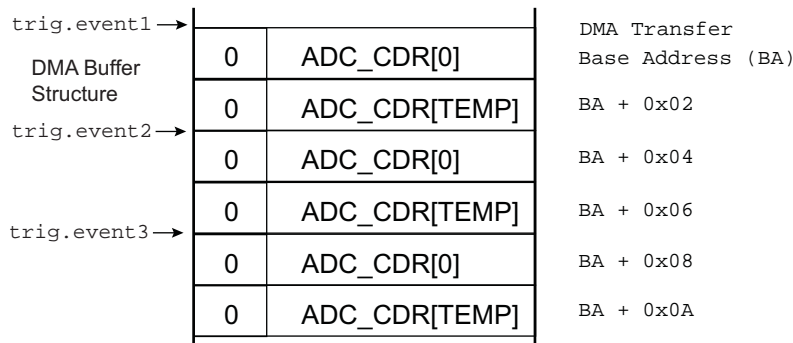 trig.event1
DMA Transfer
Base Address (BA)
0 ADC_CDR[0]
DMA Buffer
Structure
0 ADC_CDR[TEMP] BA + 0x02
trig.event2
0 ADC_CDR[0] BA + 0x04
0 ADC_CDR[TEMP] BA + 0x06
trig.event3
0 ADC_CDR[0] BA + 0x08
0 ADC_CDR[TEMP] BA + 0x0A